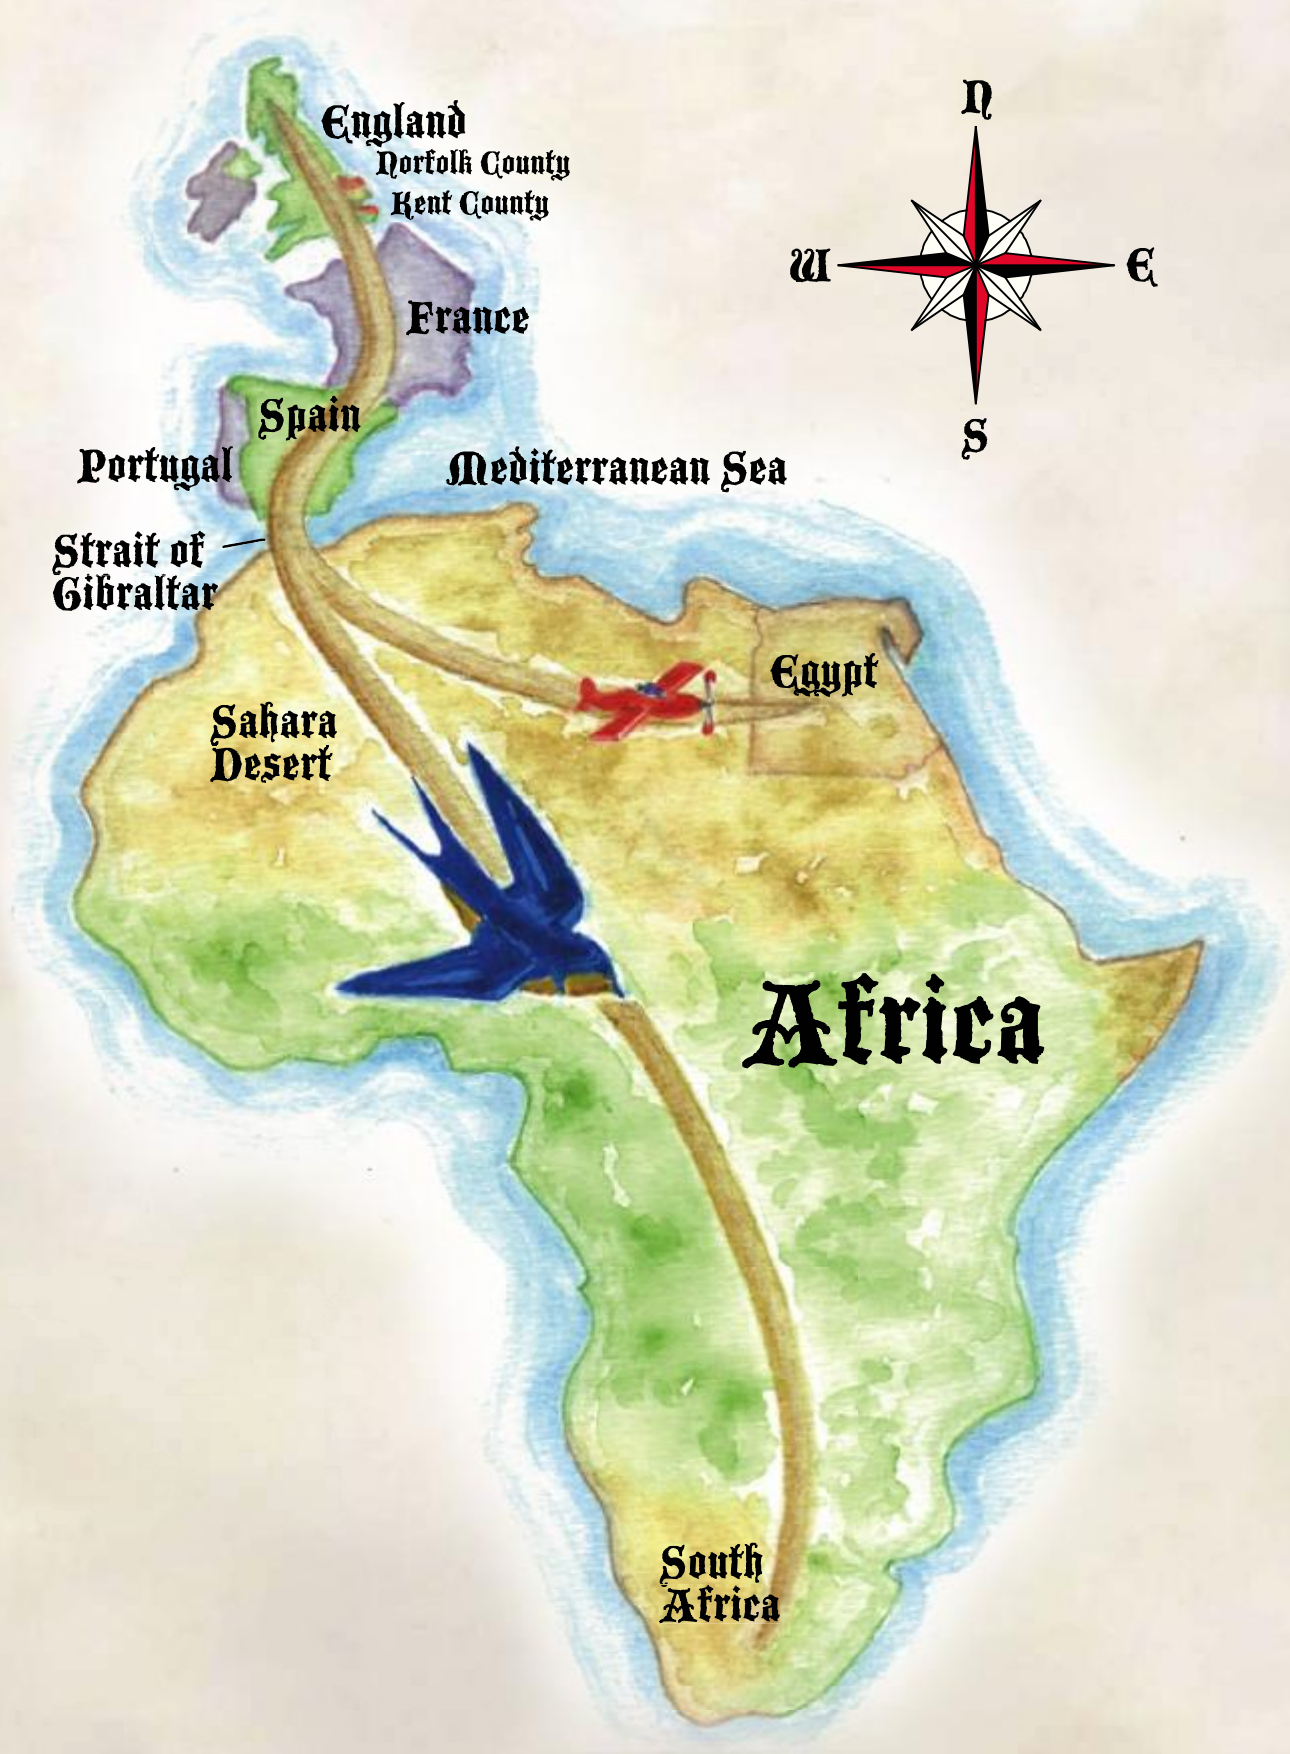 N
England
Norfolk County
Kent County
W
E
France
Spain
S
Portugal
Mediterranean Sea
Strait of
Gibraltar
Egypt
Sahara
Desert
Africa
South
Africa